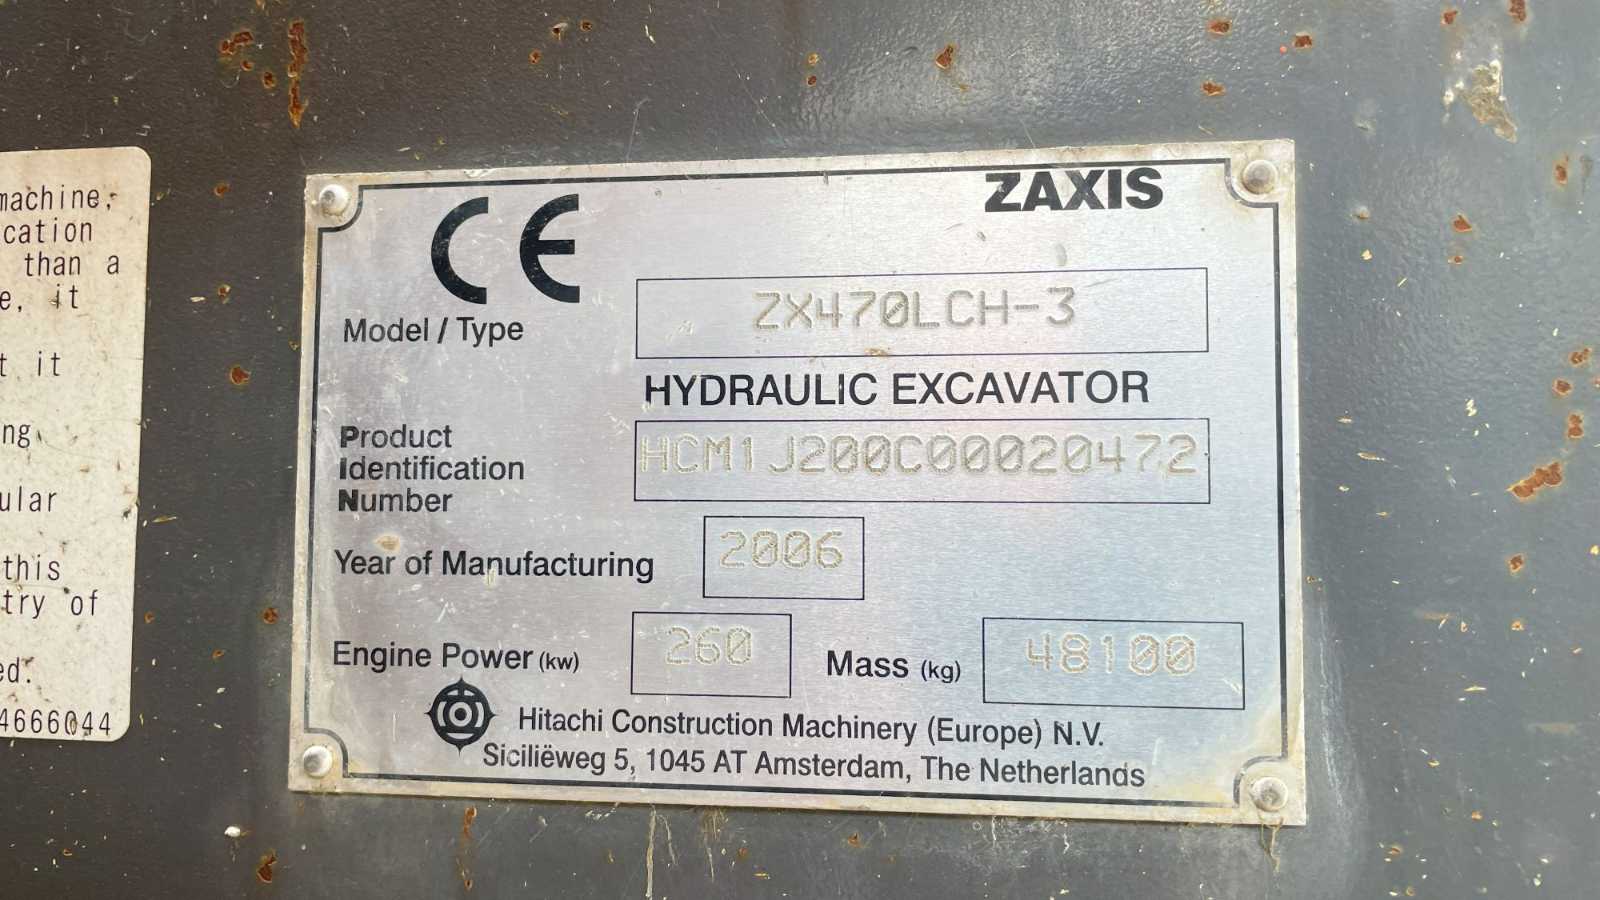 machine,
cation
than a
e, it
t it
ng
ular
this
try of
ed.
4666044
CE
ZAXIS
Model / Type
ZX470LCH-3
HYDRAULIC EXCAVATOR
Product
Identification
Number
HCM1J200C00020472
Year of Manufacturing 2006
Engine Power (kw) 260 Mass (kg) 48100
Hitachi Construction Machinery (Europe) N.V.
Siciliëweg 5, 1045 AT Amsterdam, The Netherlands